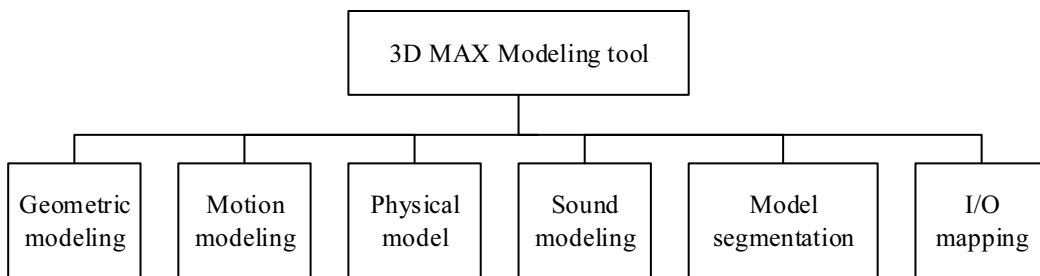 3D MAX Modeling tool
Geometric
modeling
Motion
modeling
Physical
model
Sound
modeling
Model
segmentation
I/O
mapping